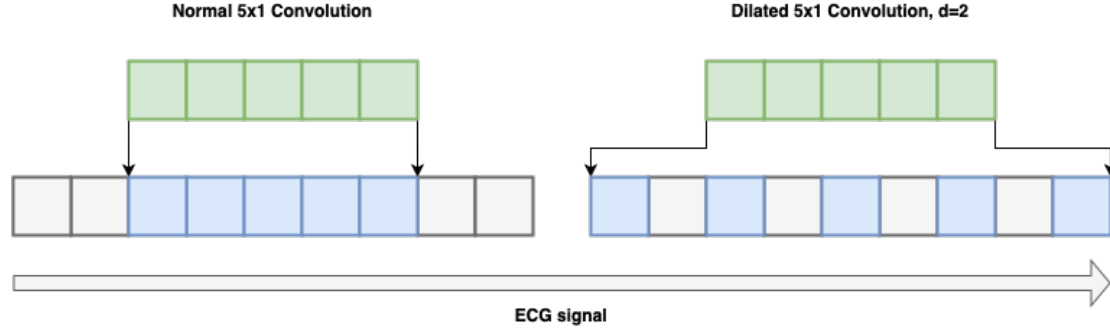 Normal 5x1 Convolution
Dilated 5x1 Convolution, d=2
ECG signal